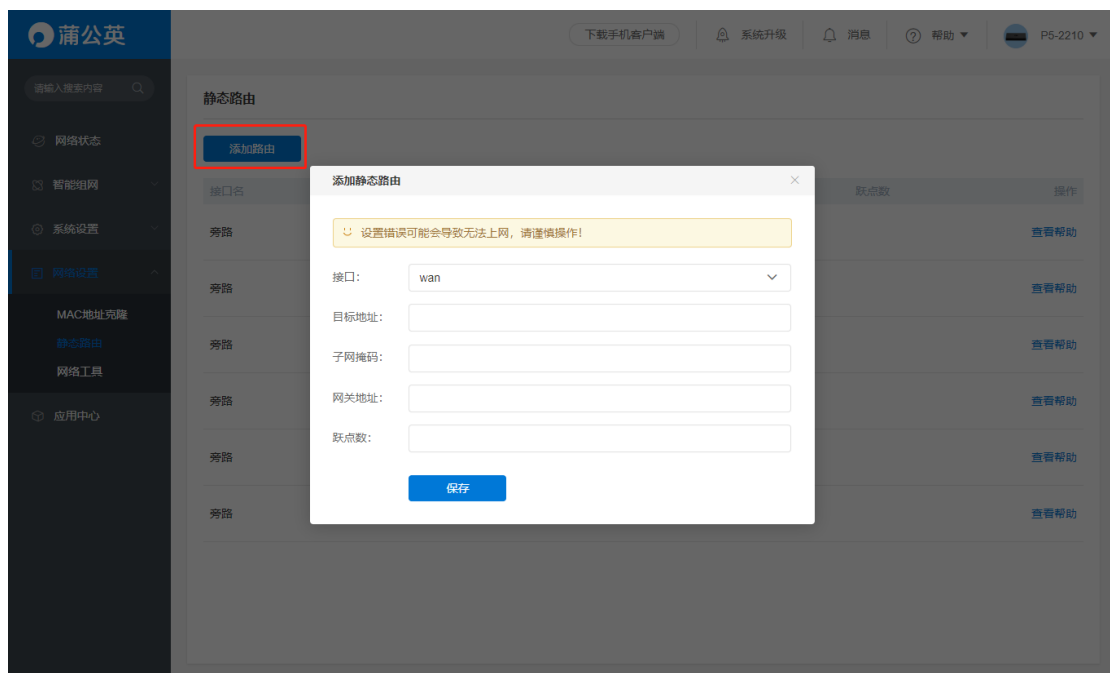 蒲公英
下载手机客户端
系统升级
消息
帮助
P5-2210
请输入搜索内容
网络状态
智能组网
系统设置
网络设置
MAC地址克隆
静态路由
网络工具
应用中心
静态路由
添加路由
接口名
跃点数
操作
旁路
查看帮助
旁路
查看帮助
旁路
查看帮助
旁路
查看帮助
旁路
查看帮助
旁路
查看帮助
添加静态路由
设置错误可能会导致无法上网，请谨慎操作！
接口：
wan
目标地址：
子网掩码：
网关地址：
跃点数：
保存